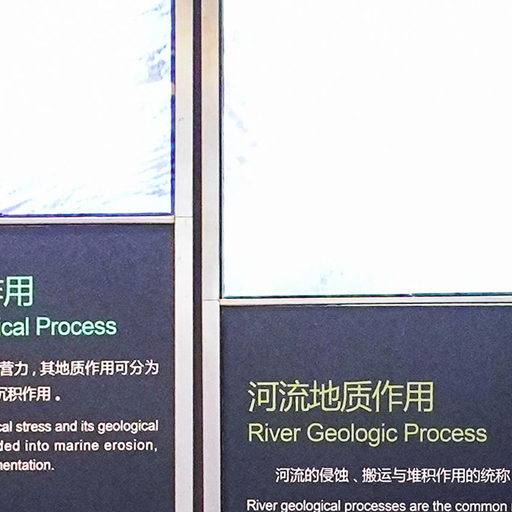 作用
ical Process
营力，其地质作用可分为
沉积作用。
cal stress and its geological
ded into marine erosion,
mentation.
河流地质作用
River Geologic Process
河流的侵蚀、搬运与堆积作用的统称
River geological processes are the common